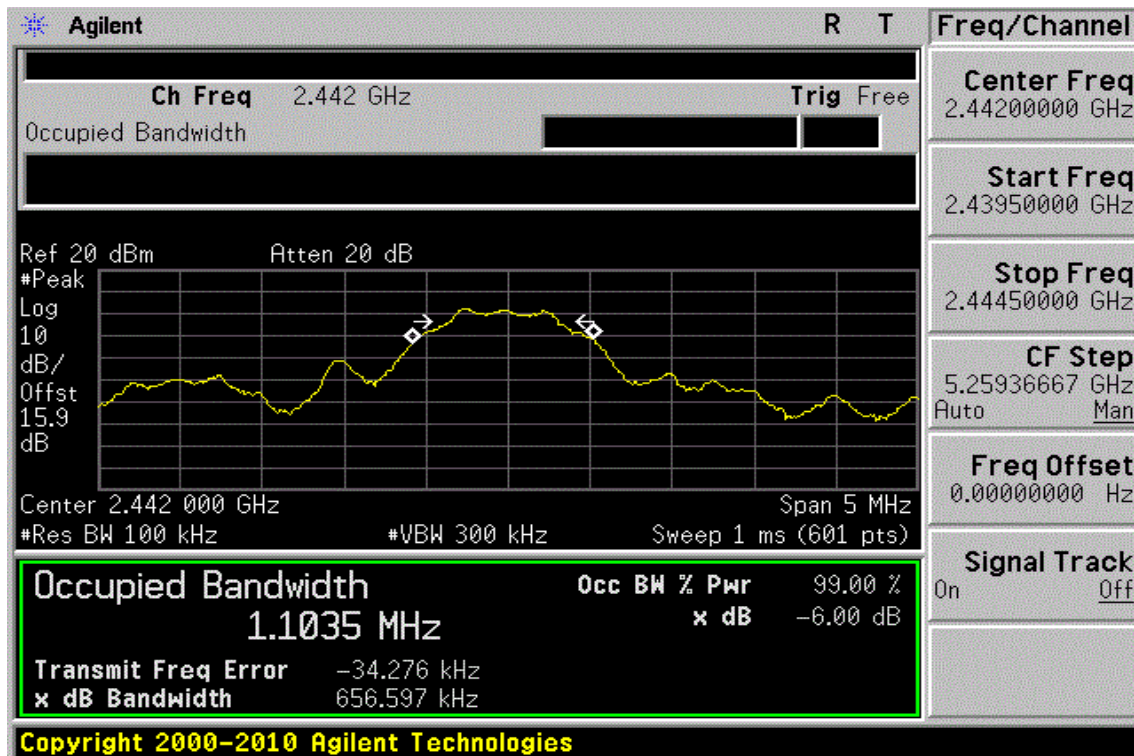 Agilent R T
Ch Freq 2.442 GHz Trig Free
Occupied Bandwidth
Ref 20 dBm Atten 20 dB
#Peak
Log
10
dB/
Offst
15.9
dB
Center 2.442 000 GHz Span 5 MHz
#Res BW 100 kHz #VBW 300 kHz Sweep 1 ms (601 pts)
Occupied Bandwidth
1.1035 MHz
Occ BW % Pwr 99.00 %
x dB -6.00 dB
Transmit Freq Error -34.276 kHz
x dB Bandwidth 656.597 kHz
Copyright 2000-2010 Agilent Technologies
Freq/Channel
Center Freq
2.44200000 GHz
Start Freq
2.43950000 GHz
Stop Freq
2.44450000 GHz
CF Step
5.25936667 GHz
Auto Man
Freq Offset
0.00000000 Hz
Signal Track
On Off